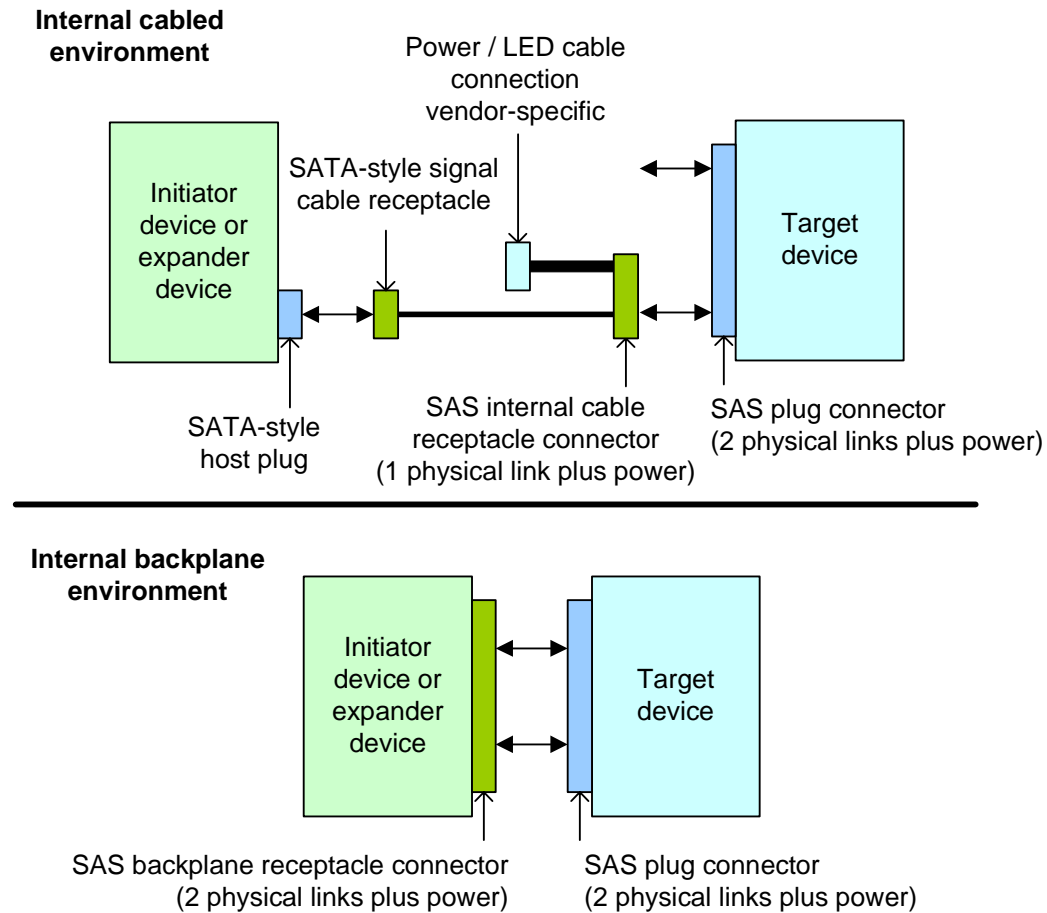 Internal cabled
environment
Power / LED cable
connection
vendor-specific
SATA-style signal
cable receptacle
Initiator
device or
expander
device
Target
device
SATA-style
host plug
SAS internal cable
receptacle connector
(1 physical link plus power)
SAS plug connector
(2 physical links plus power)
Internal backplane
environment
Initiator
device or
expander
device
Target
device
SAS backplane receptacle connector
(2 physical links plus power)
SAS plug connector
(2 physical links plus power)